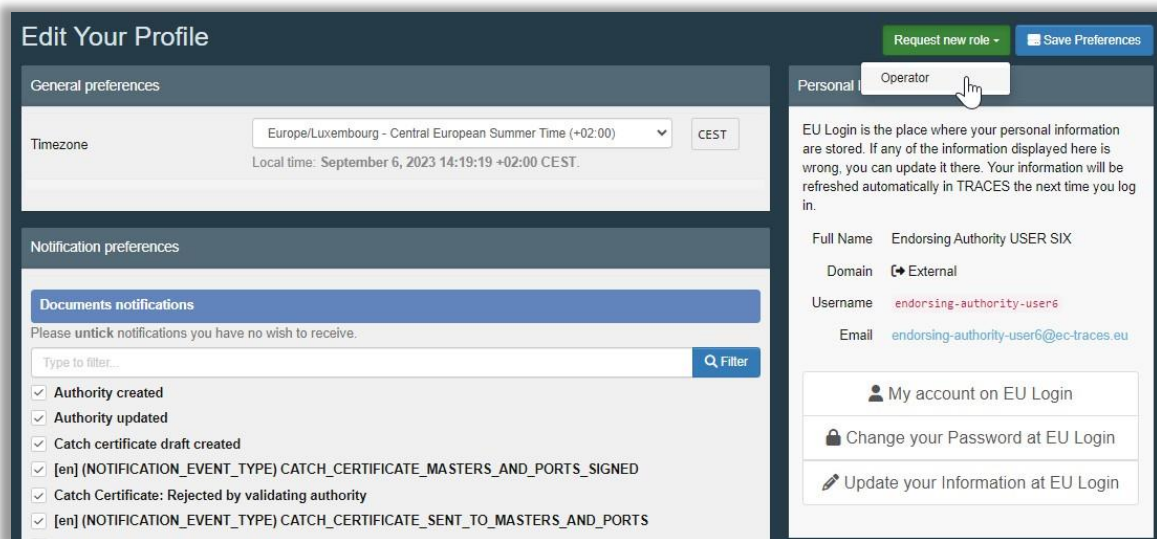 Edit Your Profile
Request new role
Save Preferences
Operator
General preferences
Timezone
Europe/Luxembourg - Central European Summer Time (+02:00)
CEST
Local time: September 6, 2023 14:19:19 +02:00 CEST.
Notification preferences
Documents notifications
Please untick notifications you have no wish to receive.
Type to filter...
Filter
Authority created
Authority updated
Catch certificate draft created
[en] (NOTIFICATION_EVENT_TYPE) CATCH_CERTIFICATE_MASTERS_AND_PORTS_SIGNED
Catch Certificate: Rejected by validating authority
[en] (NOTIFICATION_EVENT_TYPE) CATCH_CERTIFICATE_SENT_TO_MASTERS_AND_PORTS
Personal
EU Login is the place where your personal information
are stored. If any of the information displayed here is
wrong, you can update it there. Your information will be
refreshed automatically in TRACES the next time you log
in.
Full Name Endorsing Authority USER SIX
Domain External
Username endorsing-authority-user6
Email endorsing-authority-user6@ec-traces.eu
My account on EU Login
Change your Password at EU Login
Update your Information at EU Login